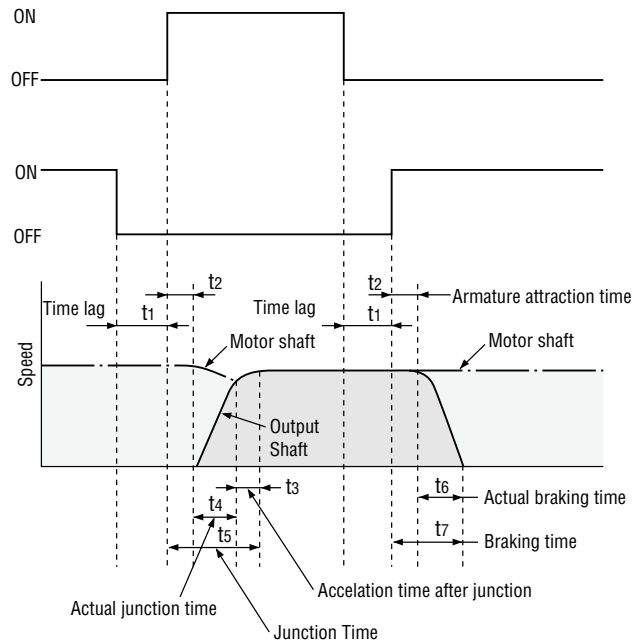 ON
OFF
ON
OFF
t2
t2
Armature attraction time
Time lag
t1
Time lag
t1
Motor shaft
Motor shaft
Speed
Output
Shaft
t3
t6
Actual braking time
t4
t5
t7
Braking time
Accelation time after junction
Actual junction time
Junction Time